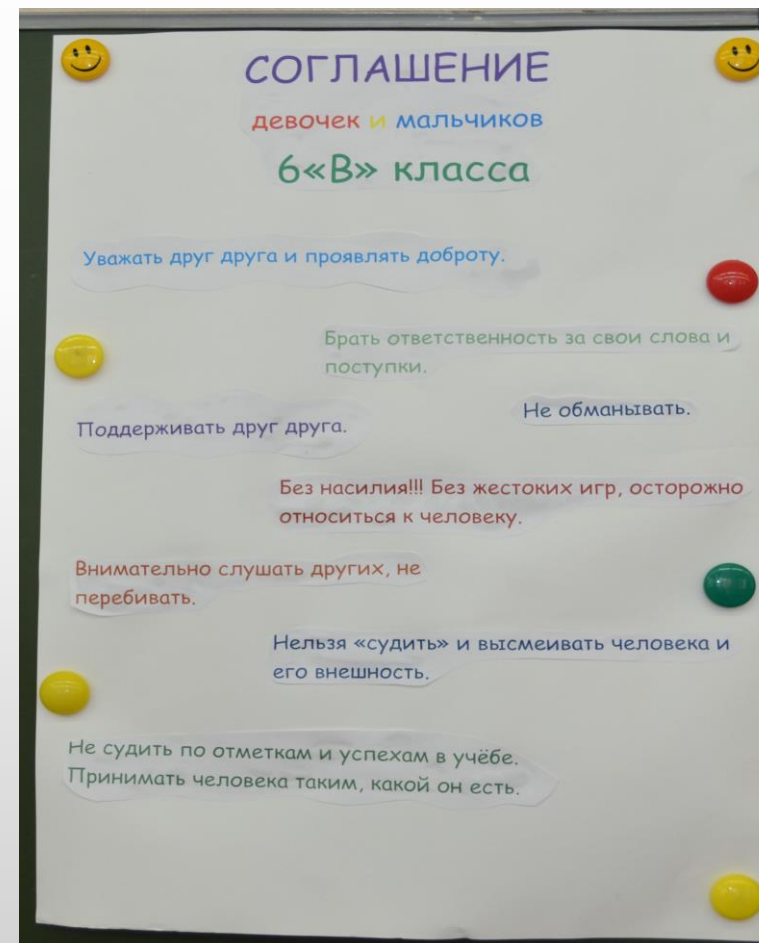 СОГЛАШЕНИЕ
девочек и мальчиков
6«В» класса
Уважать друг друга и проявлять доброту.
Брать ответственность за свои слова и
поступки.
Не обманывать.
Поддерживать друг друга.
Без насилия!!! Без жестоких игр, осторожно
относиться к человеку.
Внимательно слушать других, не
перебивать.
Нельзя «судить» и высмеивать человека и
его внешность.
Не судить по отметкам и успехам в учёбе.
Принимать человека таким, какой он есть.